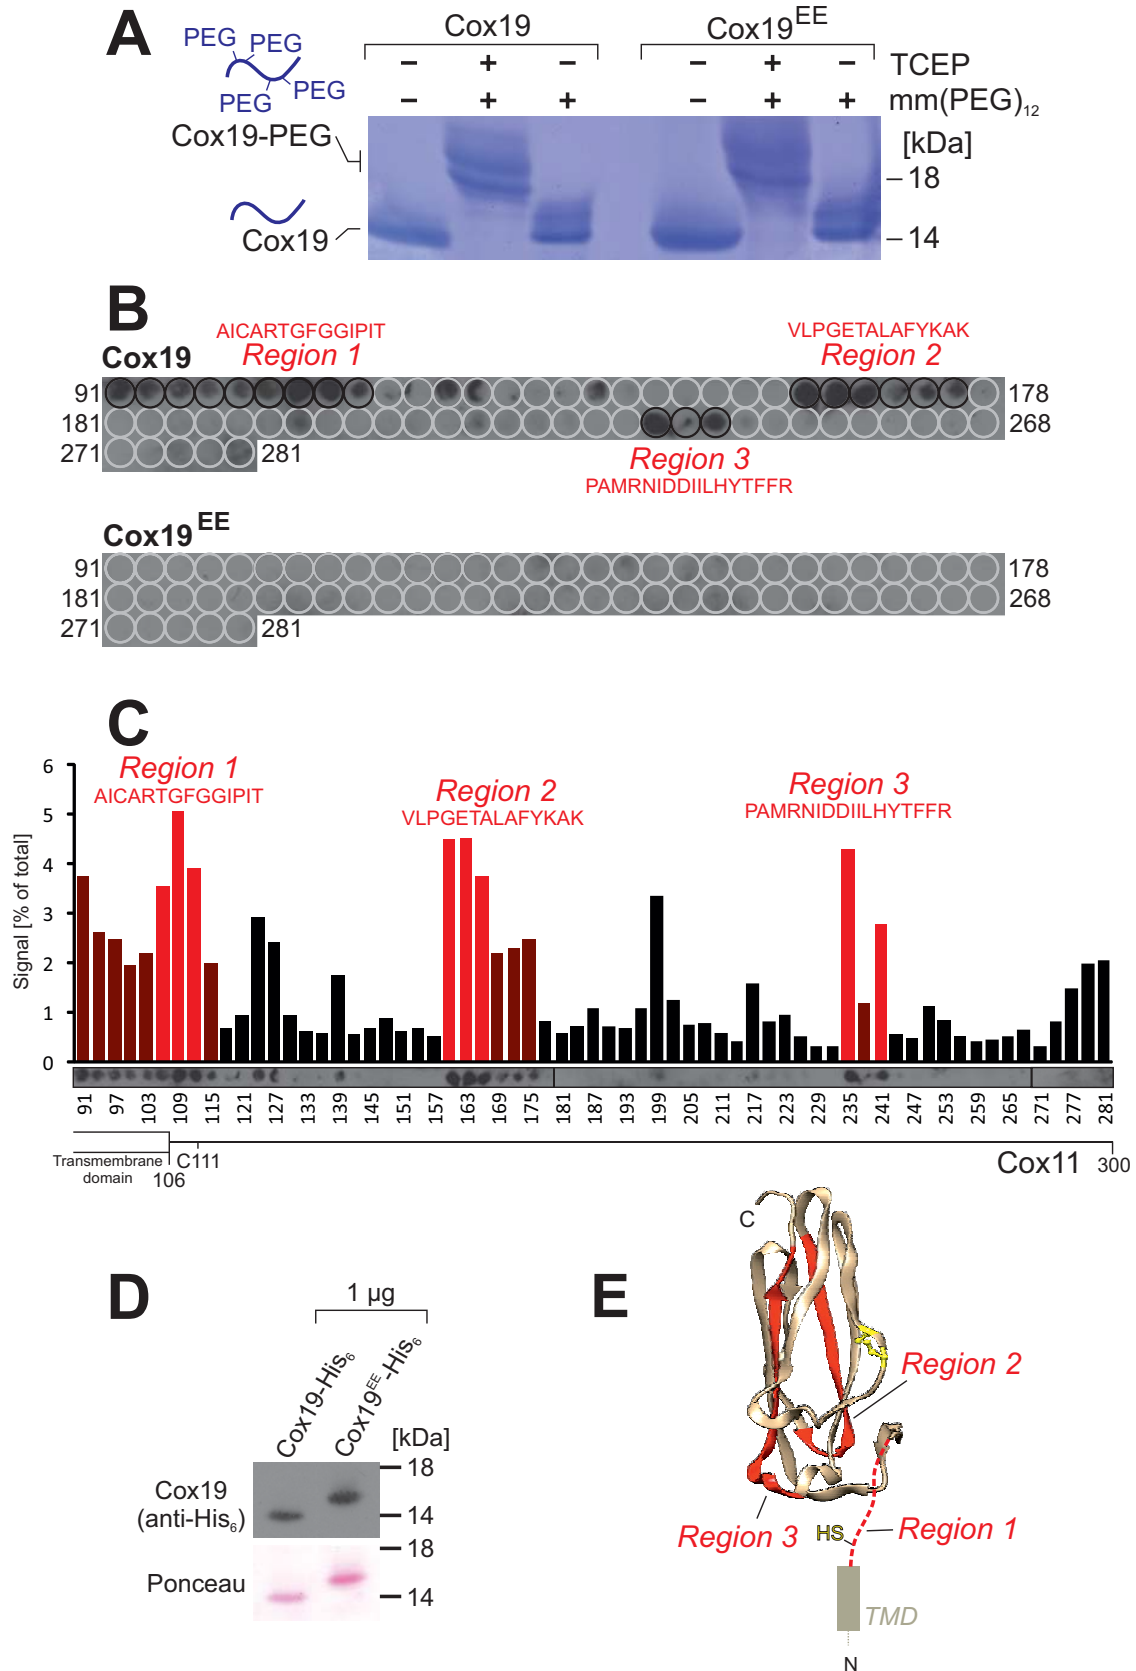 A
PEG
PEG
PEG
PEG
Cox19-PEG
Cox19
Cox19 Cox19EE
– + – – + – TCEP
– + + – + + mm(PEG)12
[kDa]
18
14
B
AICARTGFGGIPIT VLPGETALAFYKAK
Cox19 Region 1 Region 2
91 178
181 268
271 281
Region 3
PAMRNIDDIILHYTFFR
Cox19EE
91 178
181 268
271 281
C
Signal [% of total]
6
5
4
3
2
1
0
Region 1
AICARTGFGGIPIT
Region 2
VLPGETALAFYKAK
Region 3
PAMRNIDDIILHYTFFR
91 97 103 109 115 121 127 133 139 145 151 157 163 169 175 181 187 193 199 205 211 217 223 229 235 241 247 253 259 265 271 277 281
Transmembrane domain 106 C111 Cox11 300
D
1 µg
Cox19-His6
Cox19EE-His6
[kDa]
Cox19
(anti-His6)
18
14
Ponceau
18
14
E
C
Region 2
Region 3
HS
Region 1
TMD
N